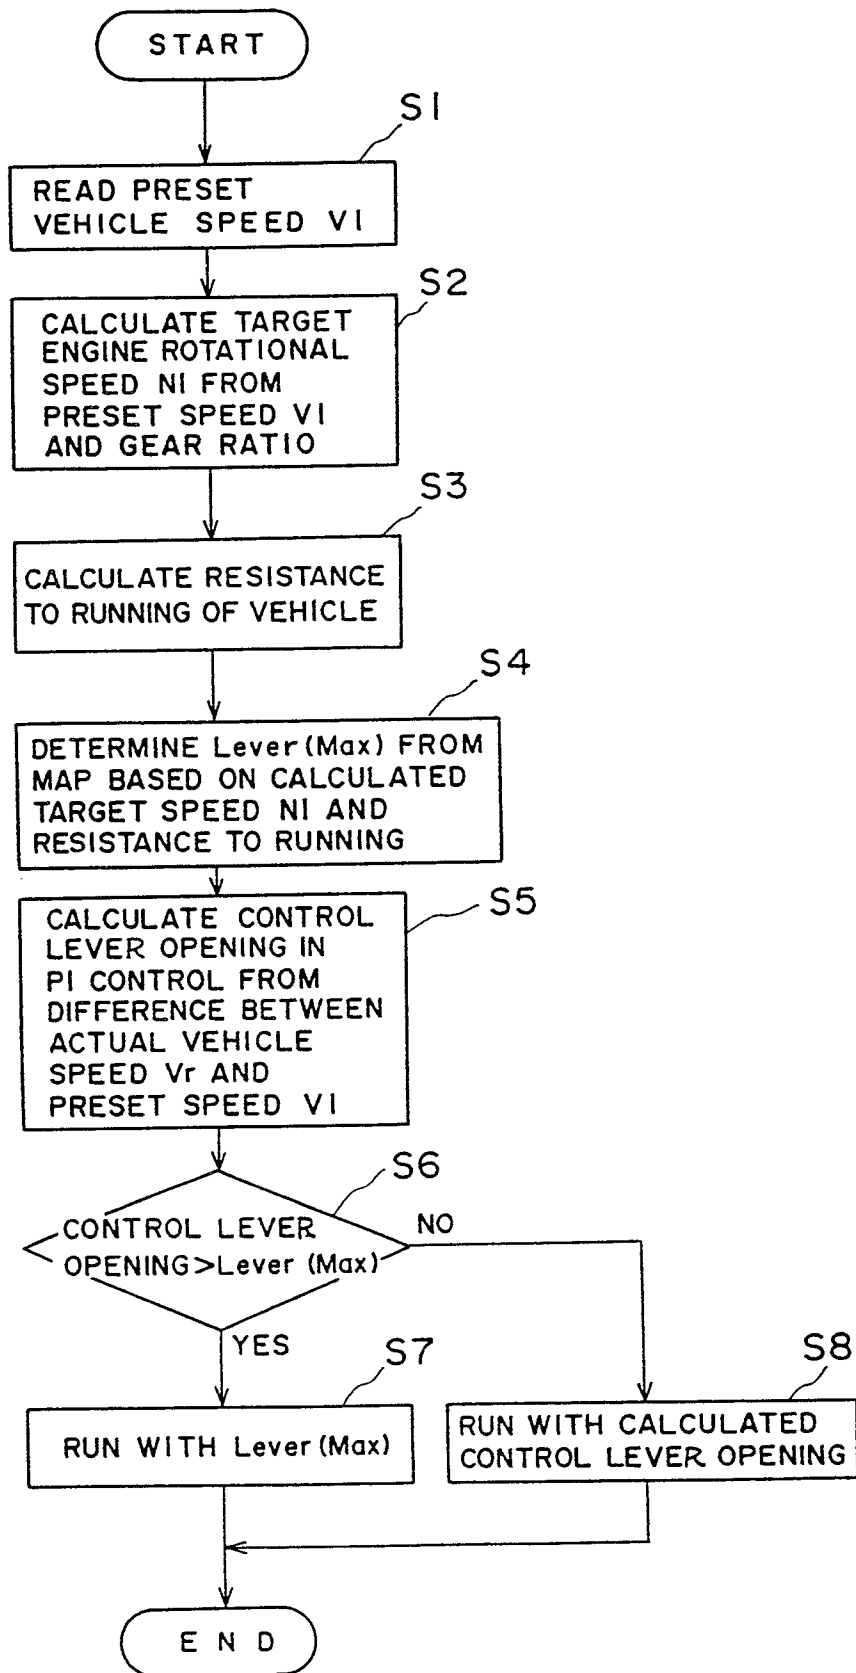 START
S1
READ PRESET
VEHICLE SPEED V1
S2
CALCULATE TARGET
ENGINE ROTATIONAL
SPEED N1 FROM
PRESET SPEED V1
AND GEAR RATIO
S3
CALCULATE RESISTANCE
TO RUNNING OF VEHICLE
S4
DETERMINE Lever (Max) FROM
MAP BASED ON CALCULATED
TARGET SPEED N1 AND
RESISTANCE TO RUNNING
S5
CALCULATE CONTROL
LEVER OPENING IN
PI CONTROL FROM
DIFFERENCE BETWEEN
ACTUAL VEHICLE
SPEED Vr AND
PRESET SPEED V1
S6
CONTROL LEVER
OPENING>Lever (Max)
NO
YES
S7
RUN WITH Lever (Max)
S8
RUN WITH CALCULATED
CONTROL LEVER OPENING
END